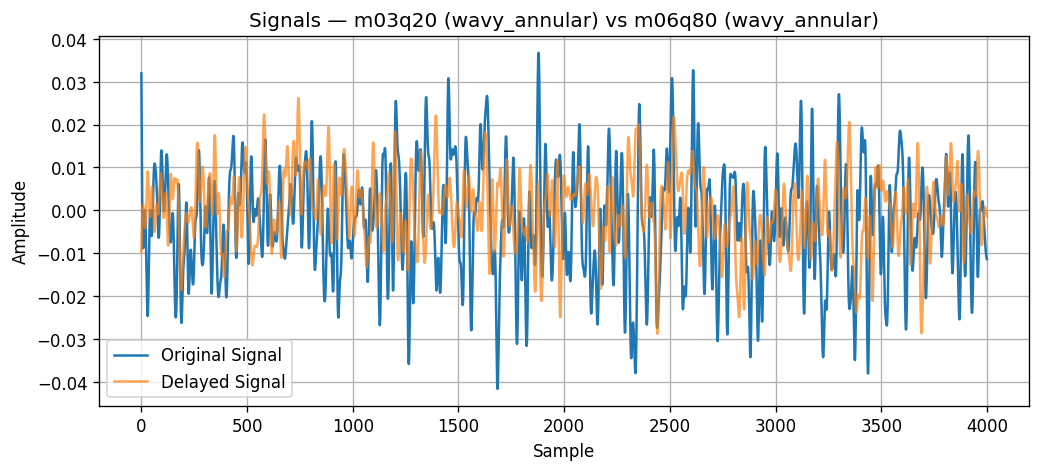 Signals — m03q20 (wavy_annular) vs m06q80 (wavy_annular)
0.04
0.03
0.02
0.01
0.00
−0.01
−0.02
−0.03
−0.04
Amplitude
Original Signal
Delayed Signal
0 500 1000 1500 2000 2500 3000 3500 4000
Sample